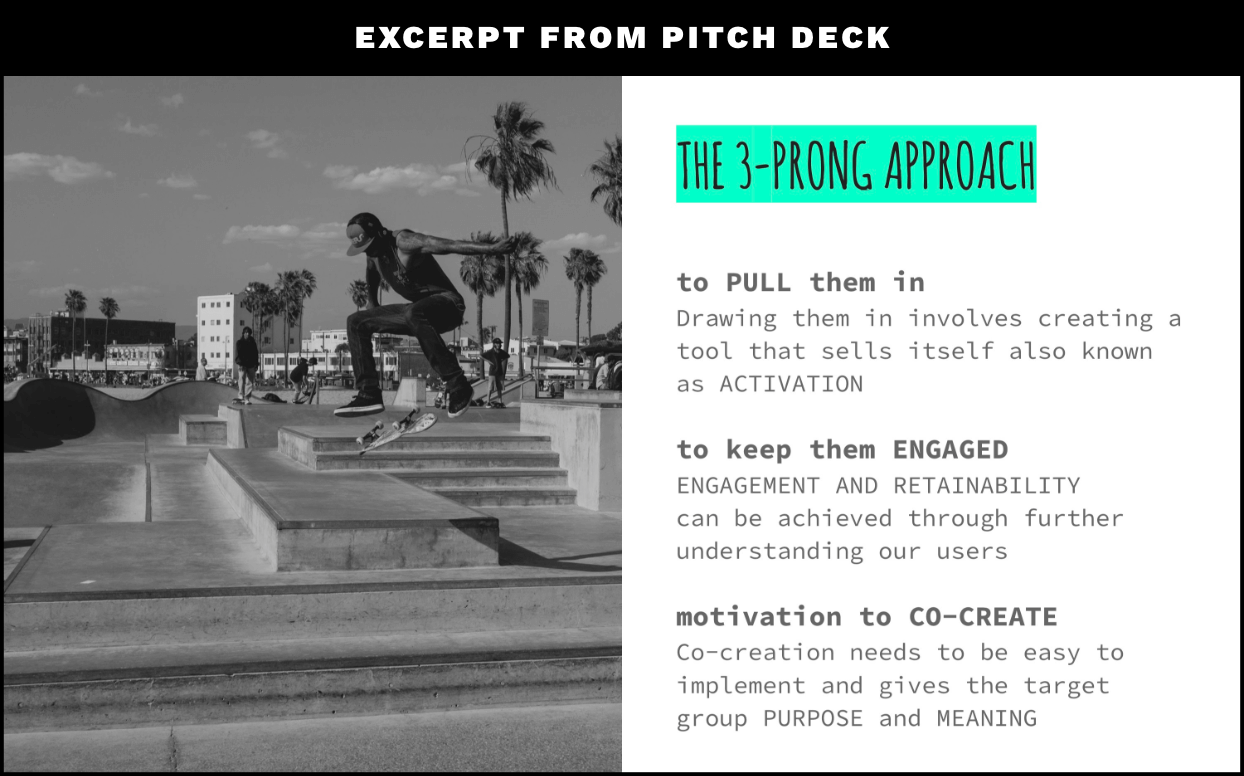 EXCERPT FROM PITCH DECK
THE 3-PRONG APPROACH
to PULL them in
Drawing them in involves creating a
tool that sells itself also known
as ACTIVATION
to keep them ENGAGED
ENGAGEMENT AND RETAINABILITY
can be achieved through further
understanding our users
motivation to CO-CREATE
Co-creation needs to be easy to
implement and gives the target
group PURPOSE and MEANING